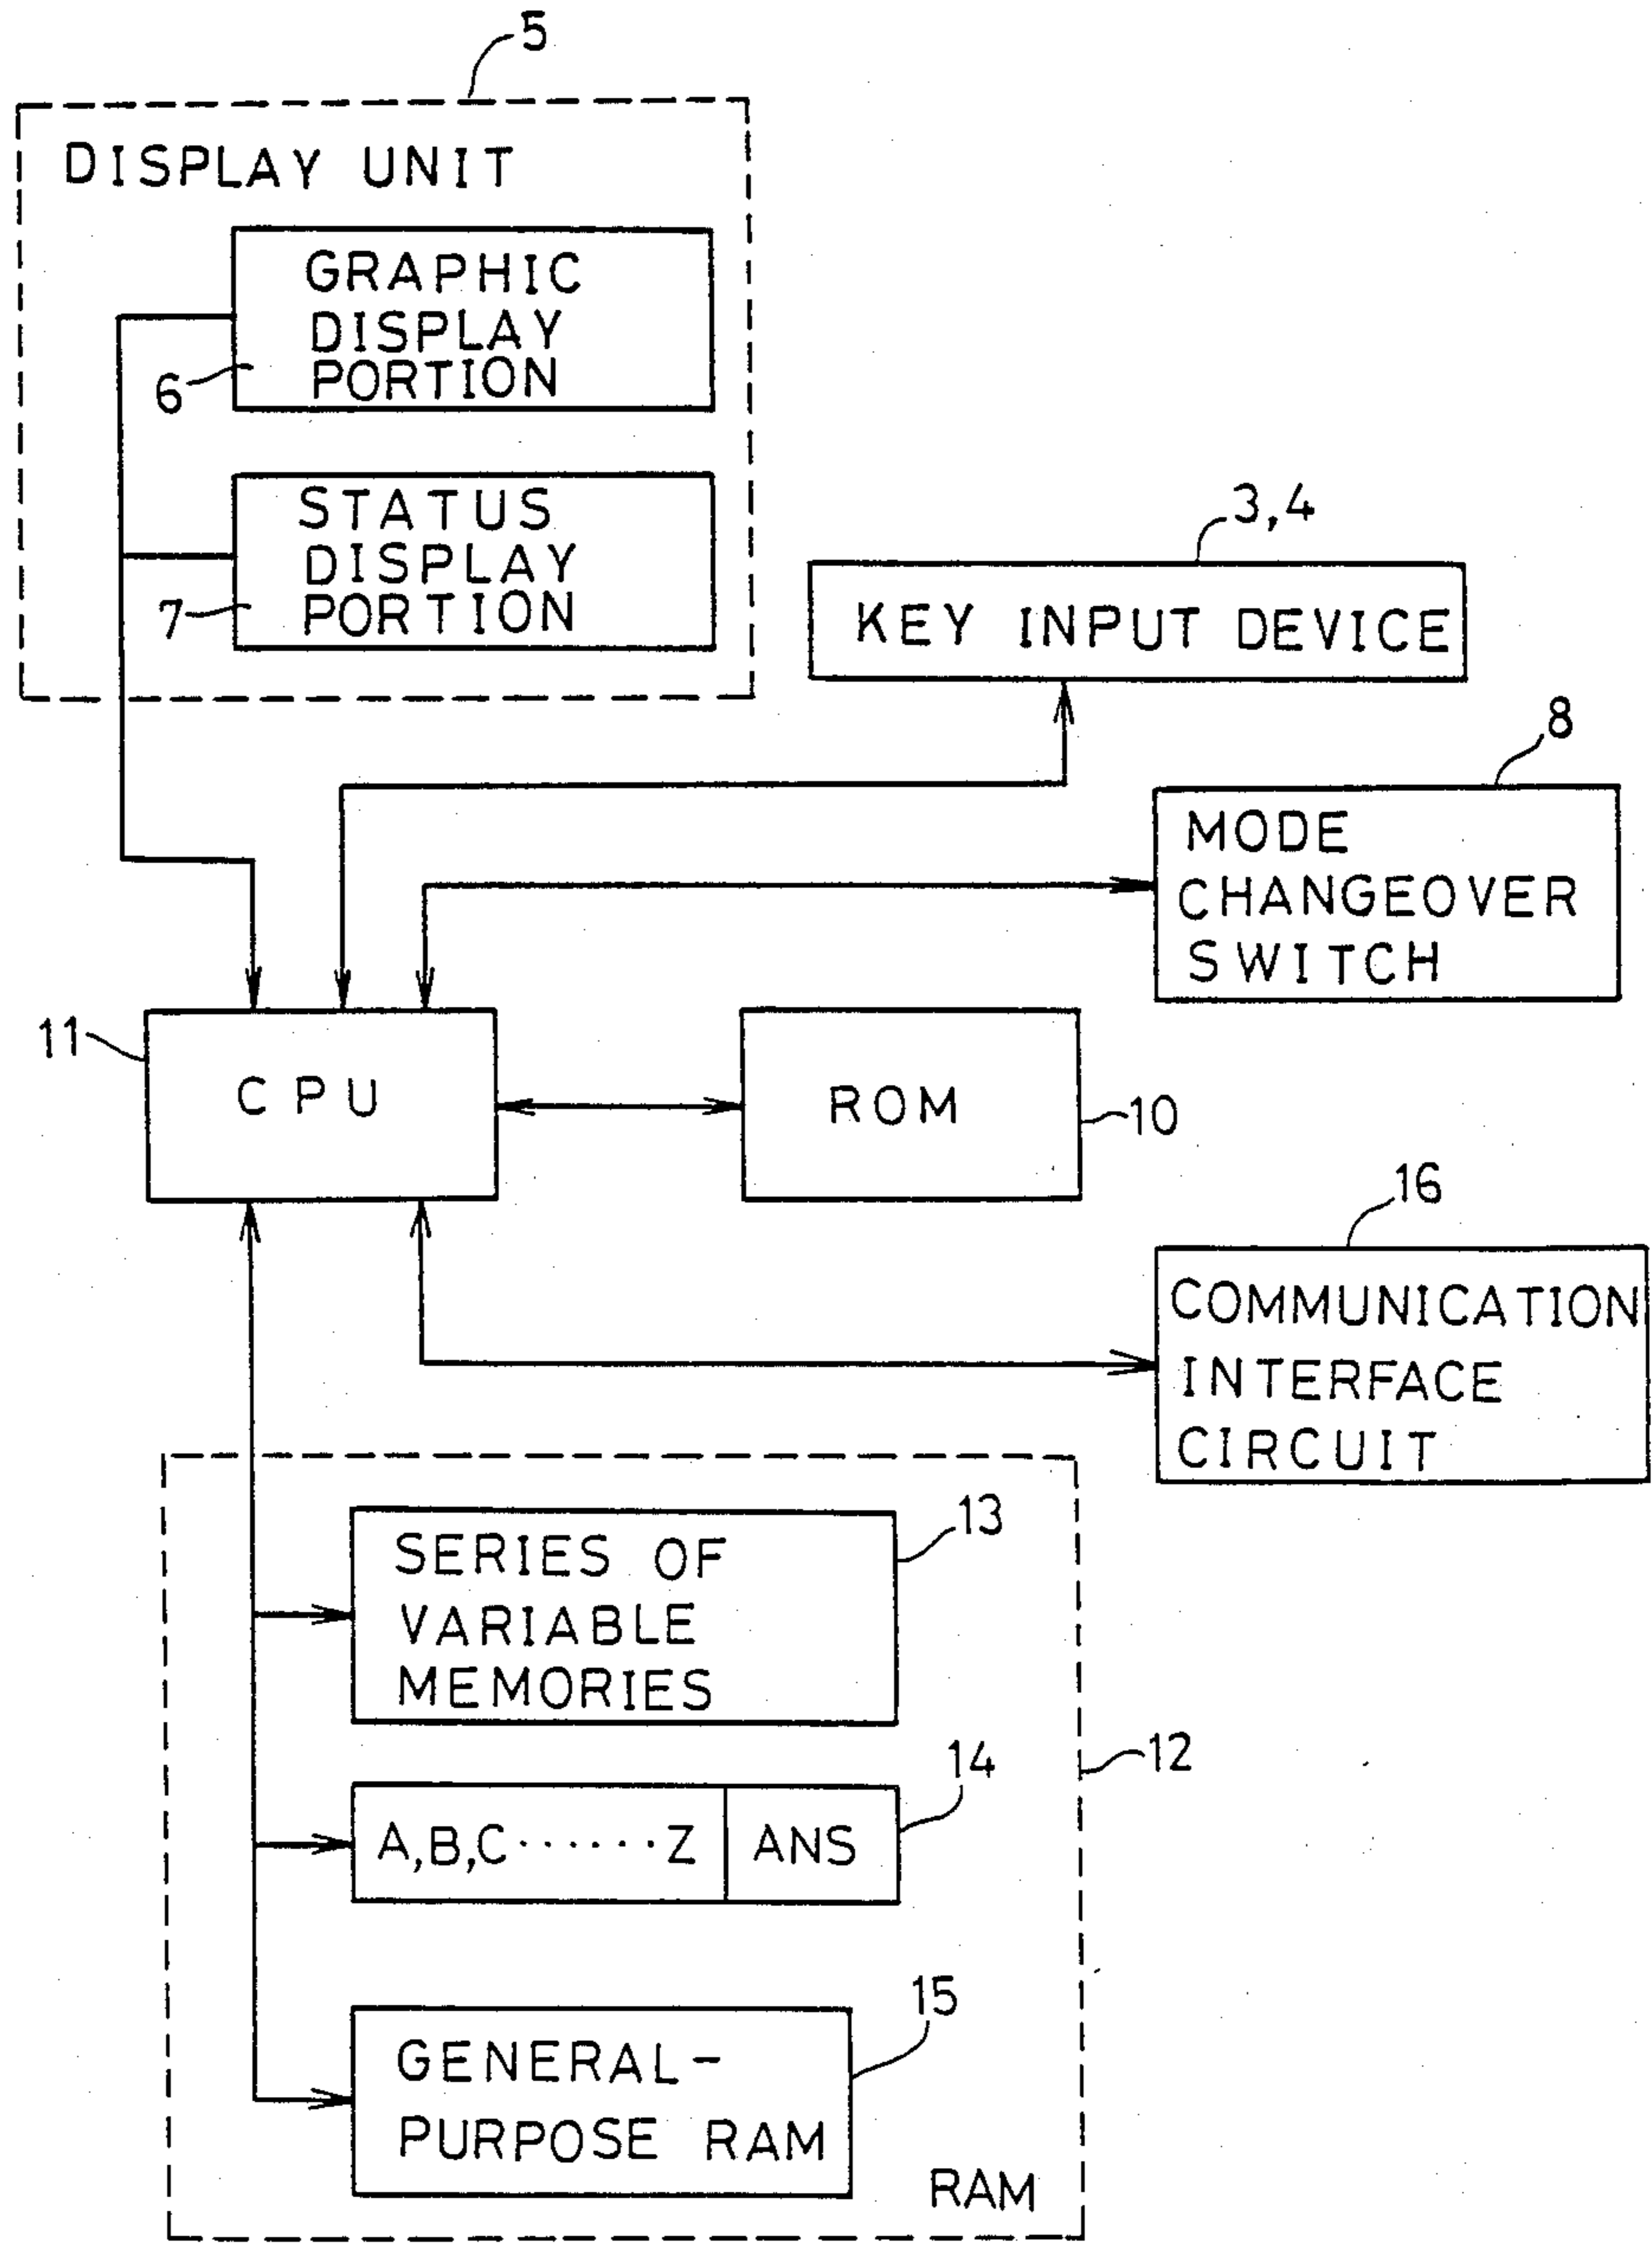 5
DISPLAY UNIT
GRAPHIC
DISPLAY
PORTION
6
STATUS
DISPLAY
PORTION
7
3,4
KEY INPUT DEVICE
8
MODE
CHANGEOVER
SWITCH
11
CPU
ROM
10
16
COMMUNICATION
INTERFACE
CIRCUIT
13
SERIES OF
VARIABLE
MEMORIES
12
14
A,B,C······Z
ANS
15
GENERAL-
PURPOSE RAM
RAM